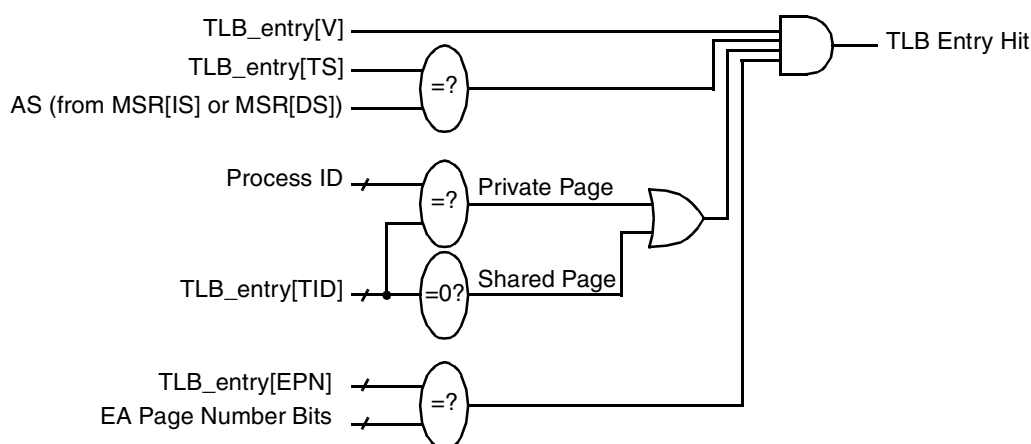 TLB_entry[V]
TLB Entry Hit
TLB_entry[TS]
=?
AS (from MSR[IS] or MSR[DS])
Process ID
=?
Private Page
TLB_entry[TID]
=0?
Shared Page
TLB_entry[EPN]
=?
EA Page Number Bits